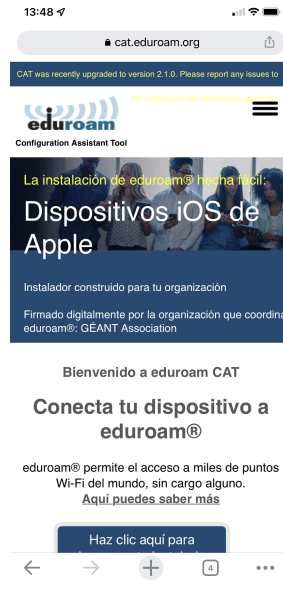 13:48
cat.eduroam.org
CAT was recently upgraded to version 2.1.0. Please report any issues to
eduroam
Configuration Assistant Tool
La instalación de eduroam® hecha fácil:
Dispositivos iOS de
Apple
Instalador construido para tu organización
Firmado digitalmente por la organización que coordina
eduroam®: GÉANT Association
Bienvenido a eduroam CAT
Conecta tu dispositivo a
eduroam®
eduroam® permite el acceso a miles de puntos
Wi-Fi del mundo, sin cargo alguno.
Aquí puedes saber más
Haz clic aquí para
4